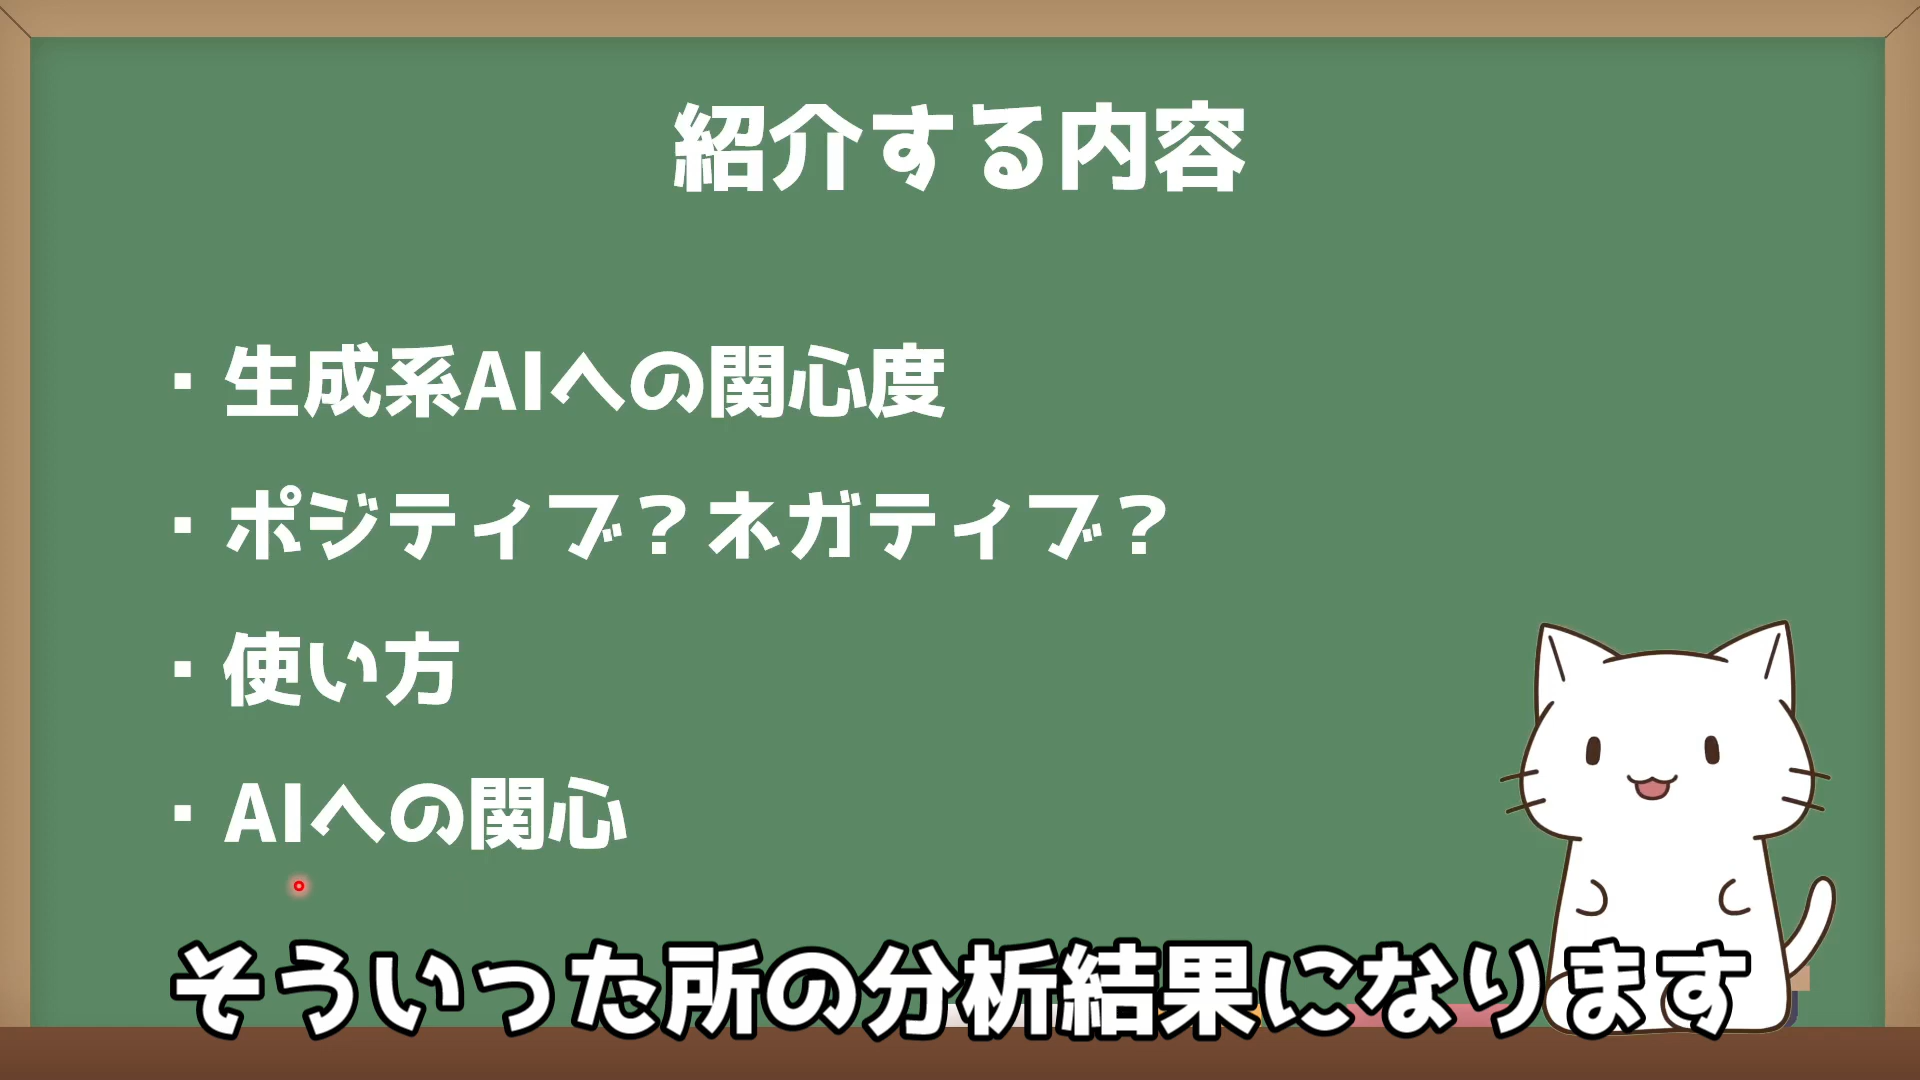 紹介する内容
・生成系AIへの関心度
・ポジティブ？ネガティブ？
・使い方
・AIへの関心
そういった所の分析結果になります